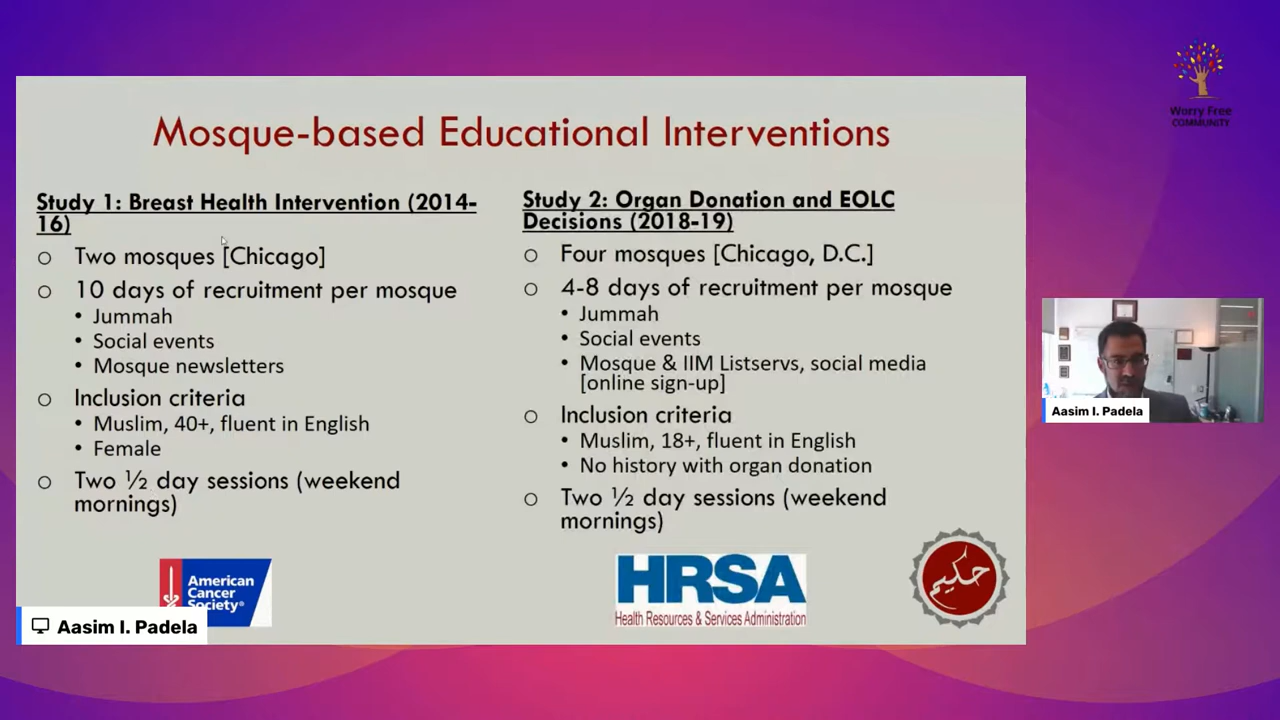 Worry Free
COMMUNITY
Mosque-based Educational Interventions
Study 1: Breast Health Intervention (2014-
16)
o Two mosques [Chicago]
o 10 days of recruitment per mosque
• Jummah
• Social events
• Mosque newsletters
o Inclusion criteria
• Muslim, 40+, fluent in English
• Female
o Two ½ day sessions (weekend
mornings)
American
Cancer
Society®
Study 2: Organ Donation and EOLC
Decisions (2018-19)
o Four mosques [Chicago, D.C.]
o 4-8 days of recruitment per mosque
• Jummah
• Social events
• Mosque & IIM Listservs, social media
[online sign-up]
o Inclusion criteria
• Muslim, 18+, fluent in English
• No history with organ donation
o Two ½ day sessions (weekend
mornings)
HRSA
Health Resources & Services Administration
حكيم
Aasim I. Padela
Aasim I. Padela